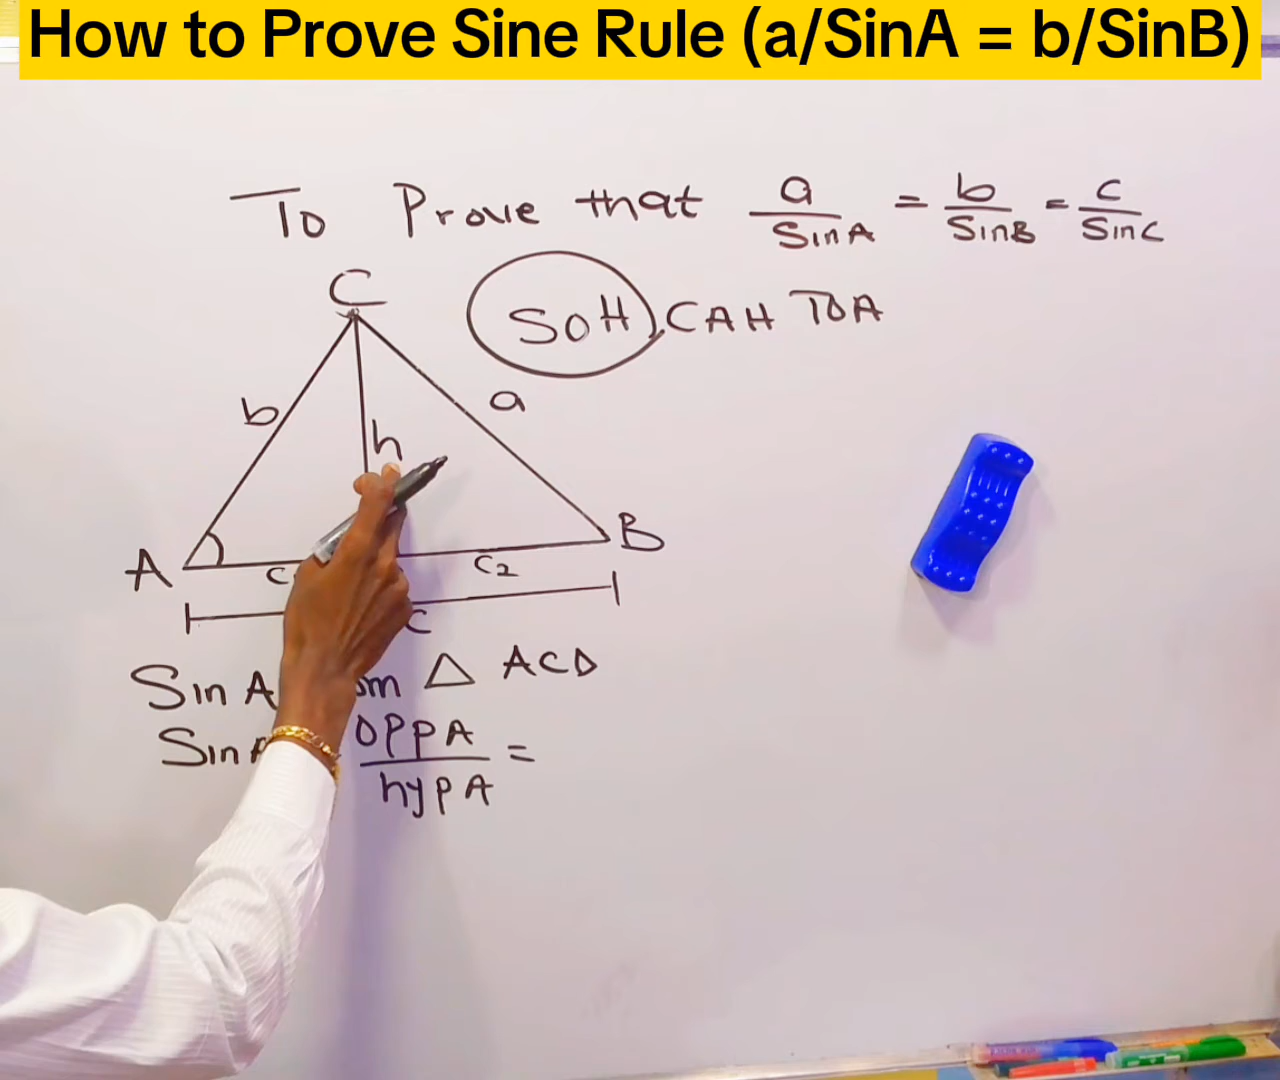 How to Prove Sine Rule (a/SinA = b/SinB)
To Prove that a/SinA = b/SinB = c/SinC
C
SOH, CAH TOA
b
a
h
A
B
C2
C
Sin A △ ACD
Sin OPPA/hypA =